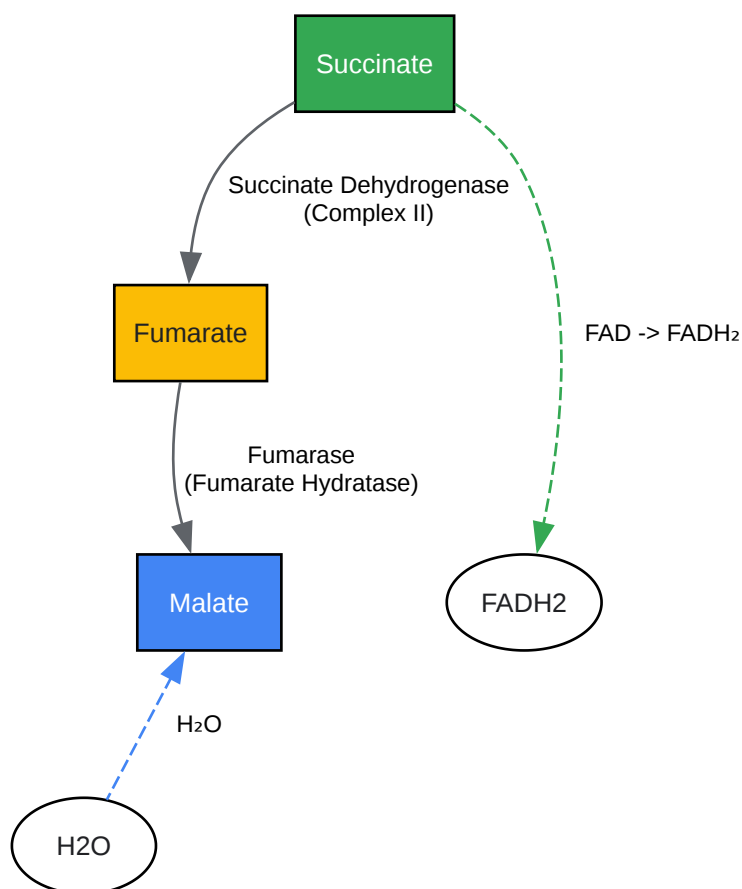 Succinate
Succinate Dehydrogenase
(Complex II)
Fumarate
FAD -> FADH₂
Fumarase
(Fumarate Hydratase)
Malate
FADH2
H₂O
H2O